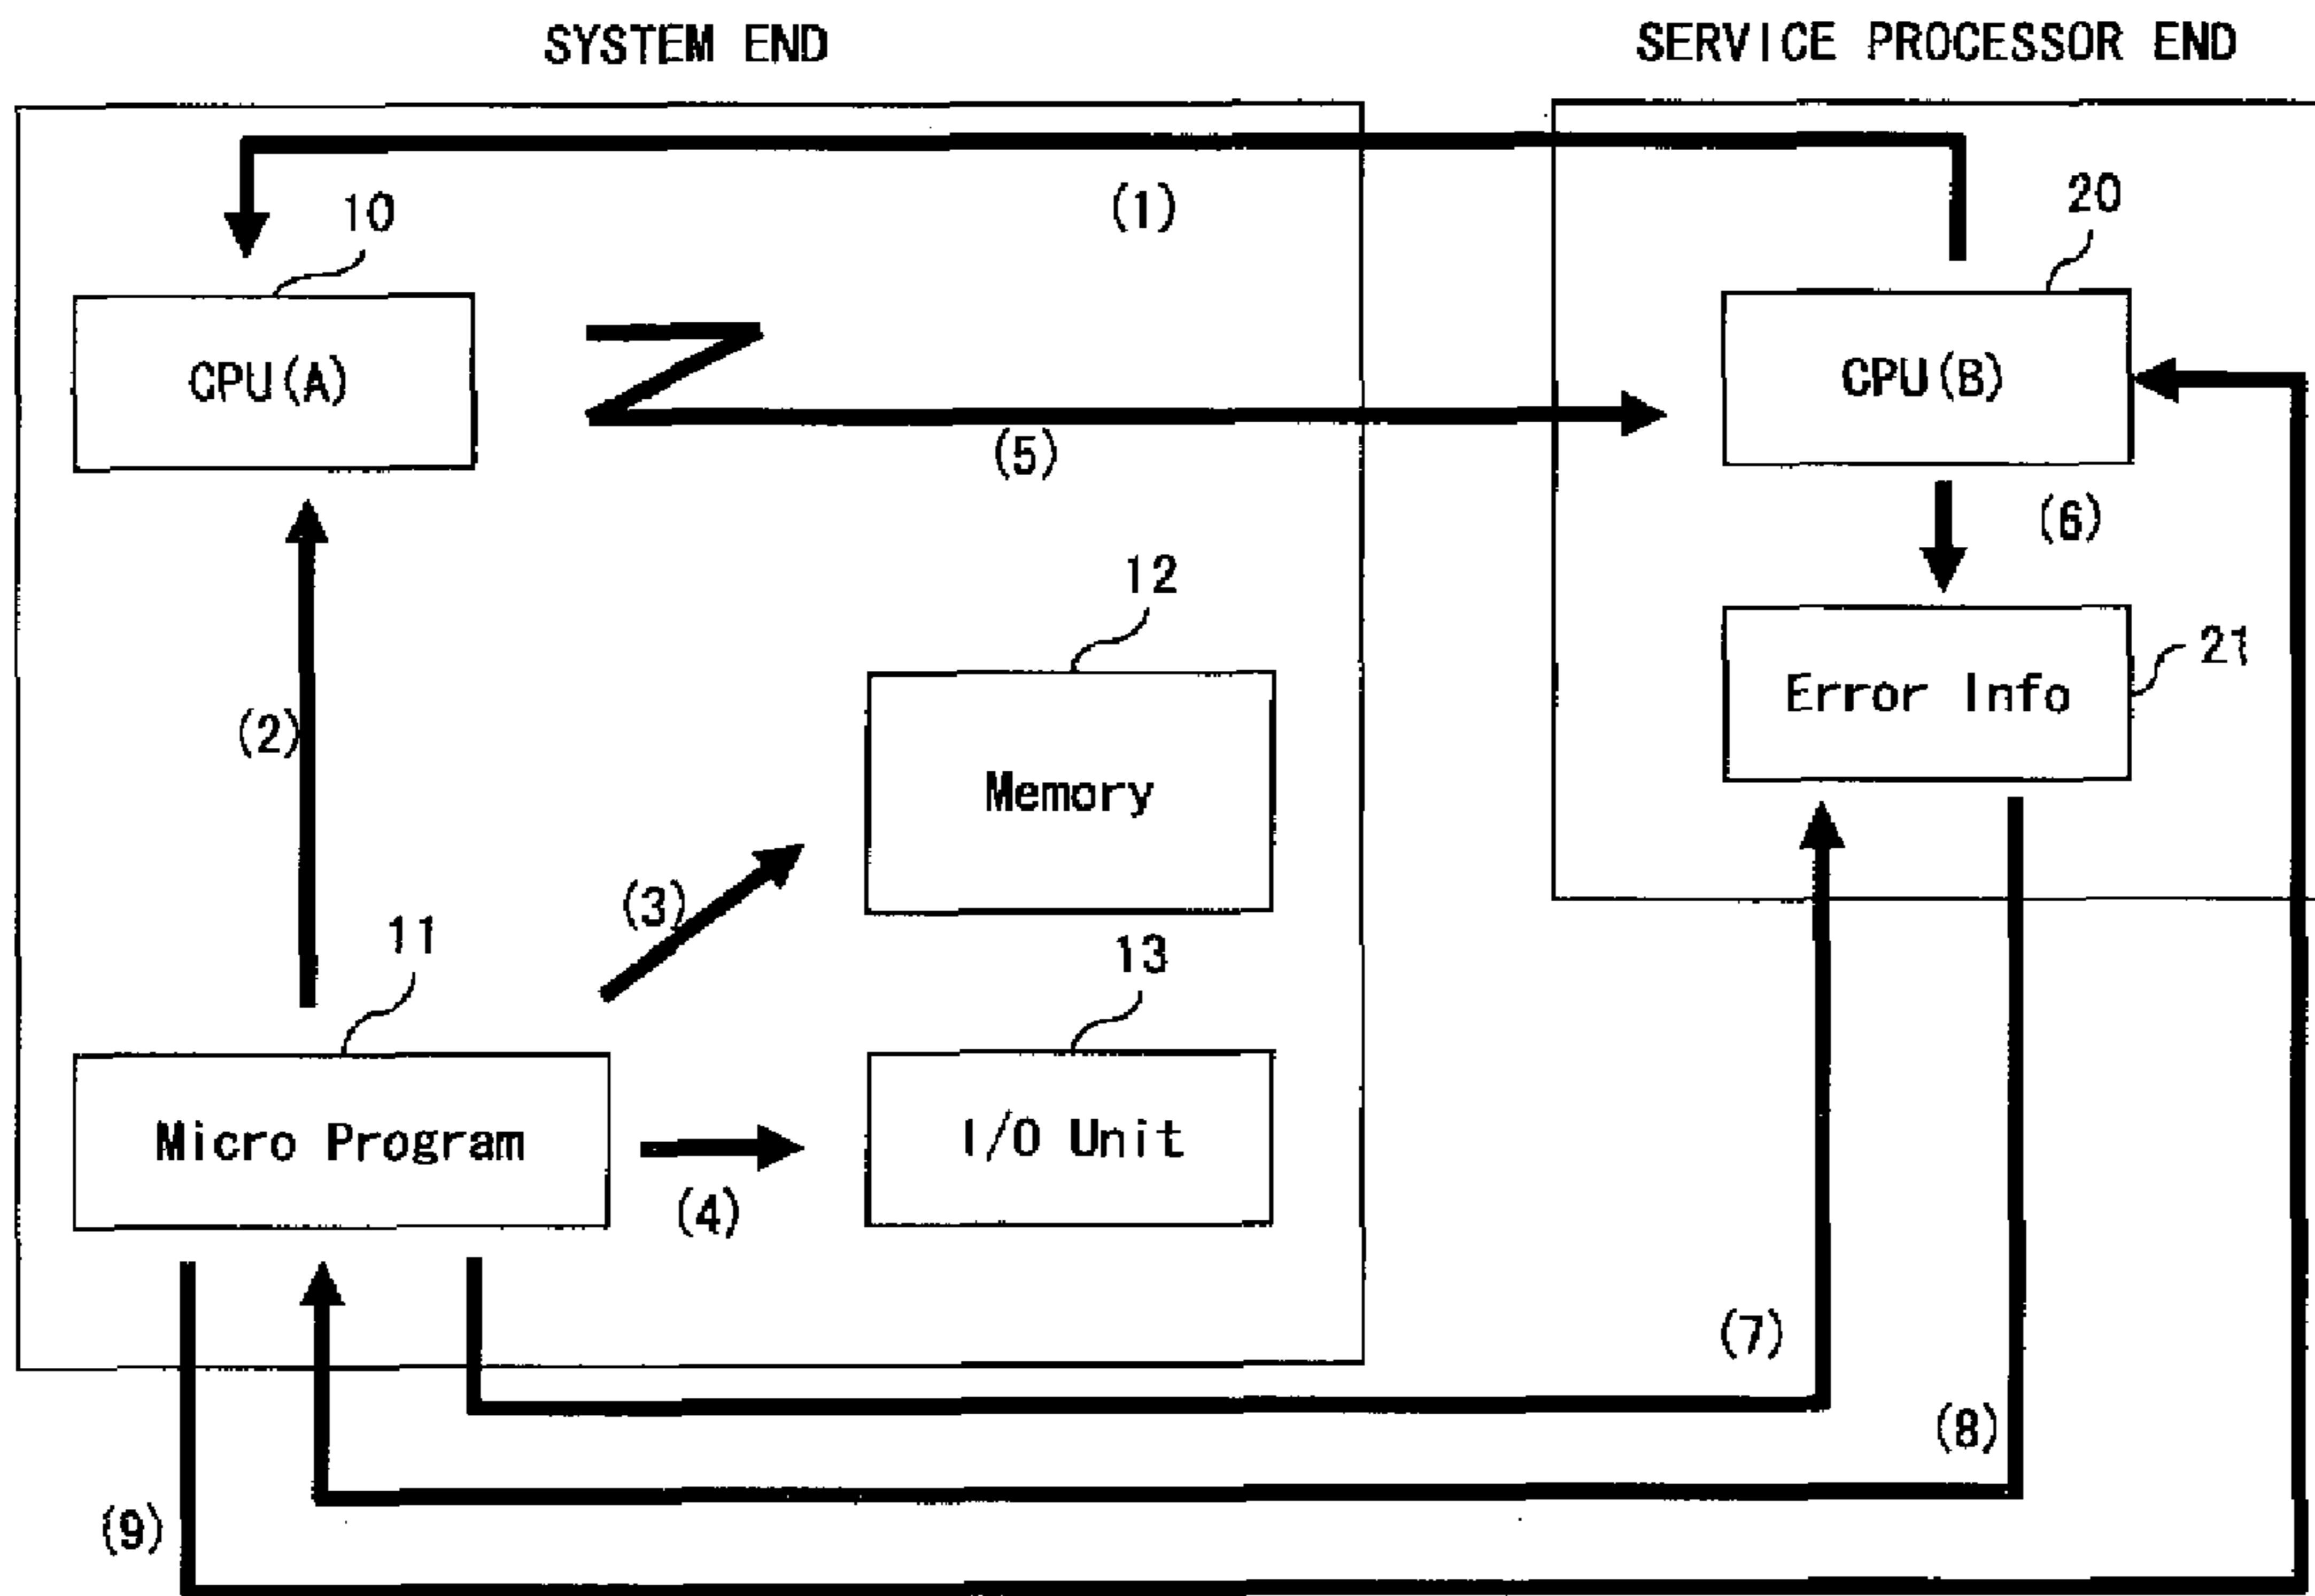 SYSTEM END
SERVICE PROCESSOR END
(1)
10
20
CPU(A)
CPU(B)
(5)
(6)
12
21
Error Info
(2)
Memory
(3)
11
13
Micro Program
I/O Unit
(4)
(7)
(8)
(9)